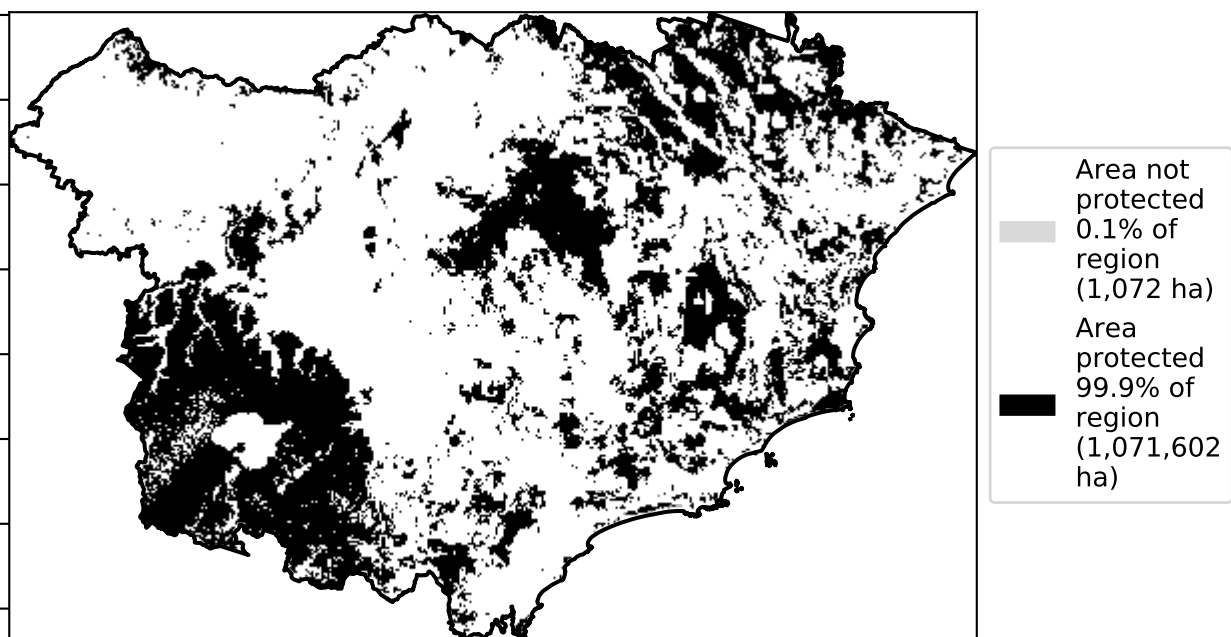 Area not
protected
0.1% of
region
(1,072 ha)
Area
protected
99.9% of
region
(1,071,602
ha)